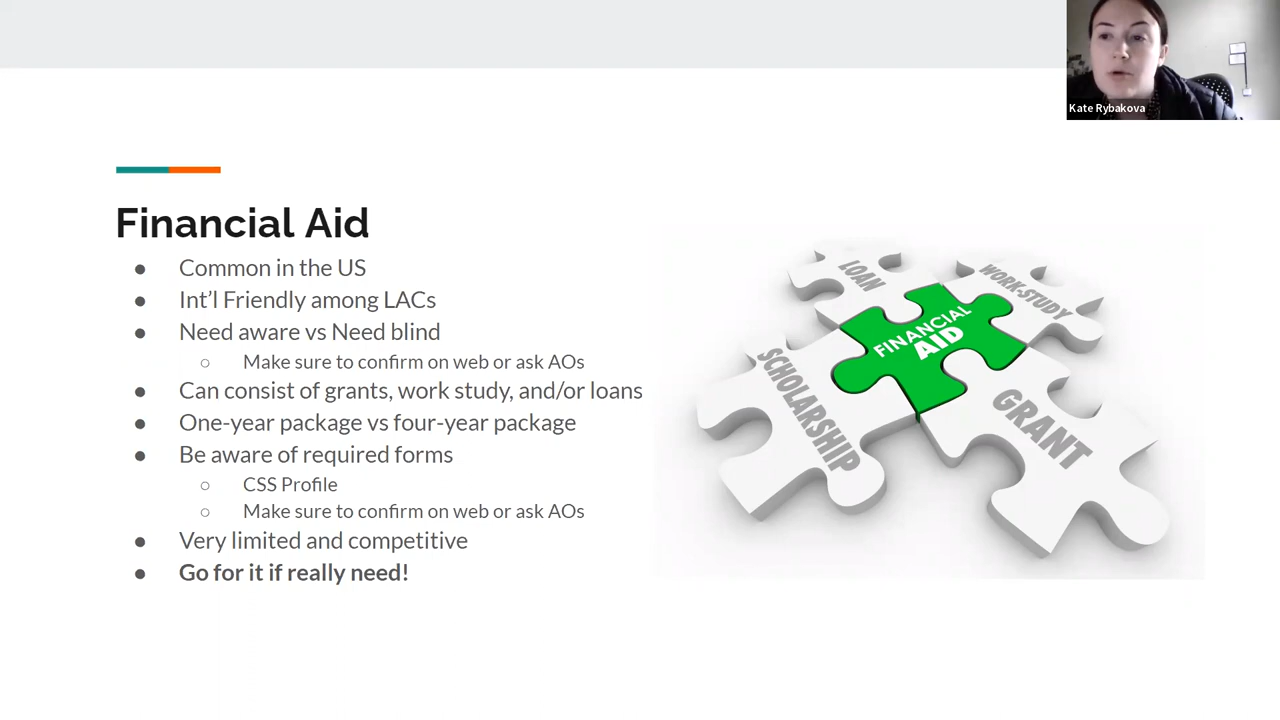 Kate Rybakova
Financial Aid
● Common in the US
● Int’l Friendly among LACs
● Need aware vs Need blind
○ Make sure to confirm on web or ask AOs
● Can consist of grants, work study, and/or loans
● One-year package vs four-year package
● Be aware of required forms
○ CSS Profile
○ Make sure to confirm on web or ask AOs
● Very limited and competitive
● Go for it if really need!
LOAN
WORK-STUDY
FINANCIAL
AID
SCHOLARSHIP
GRANT